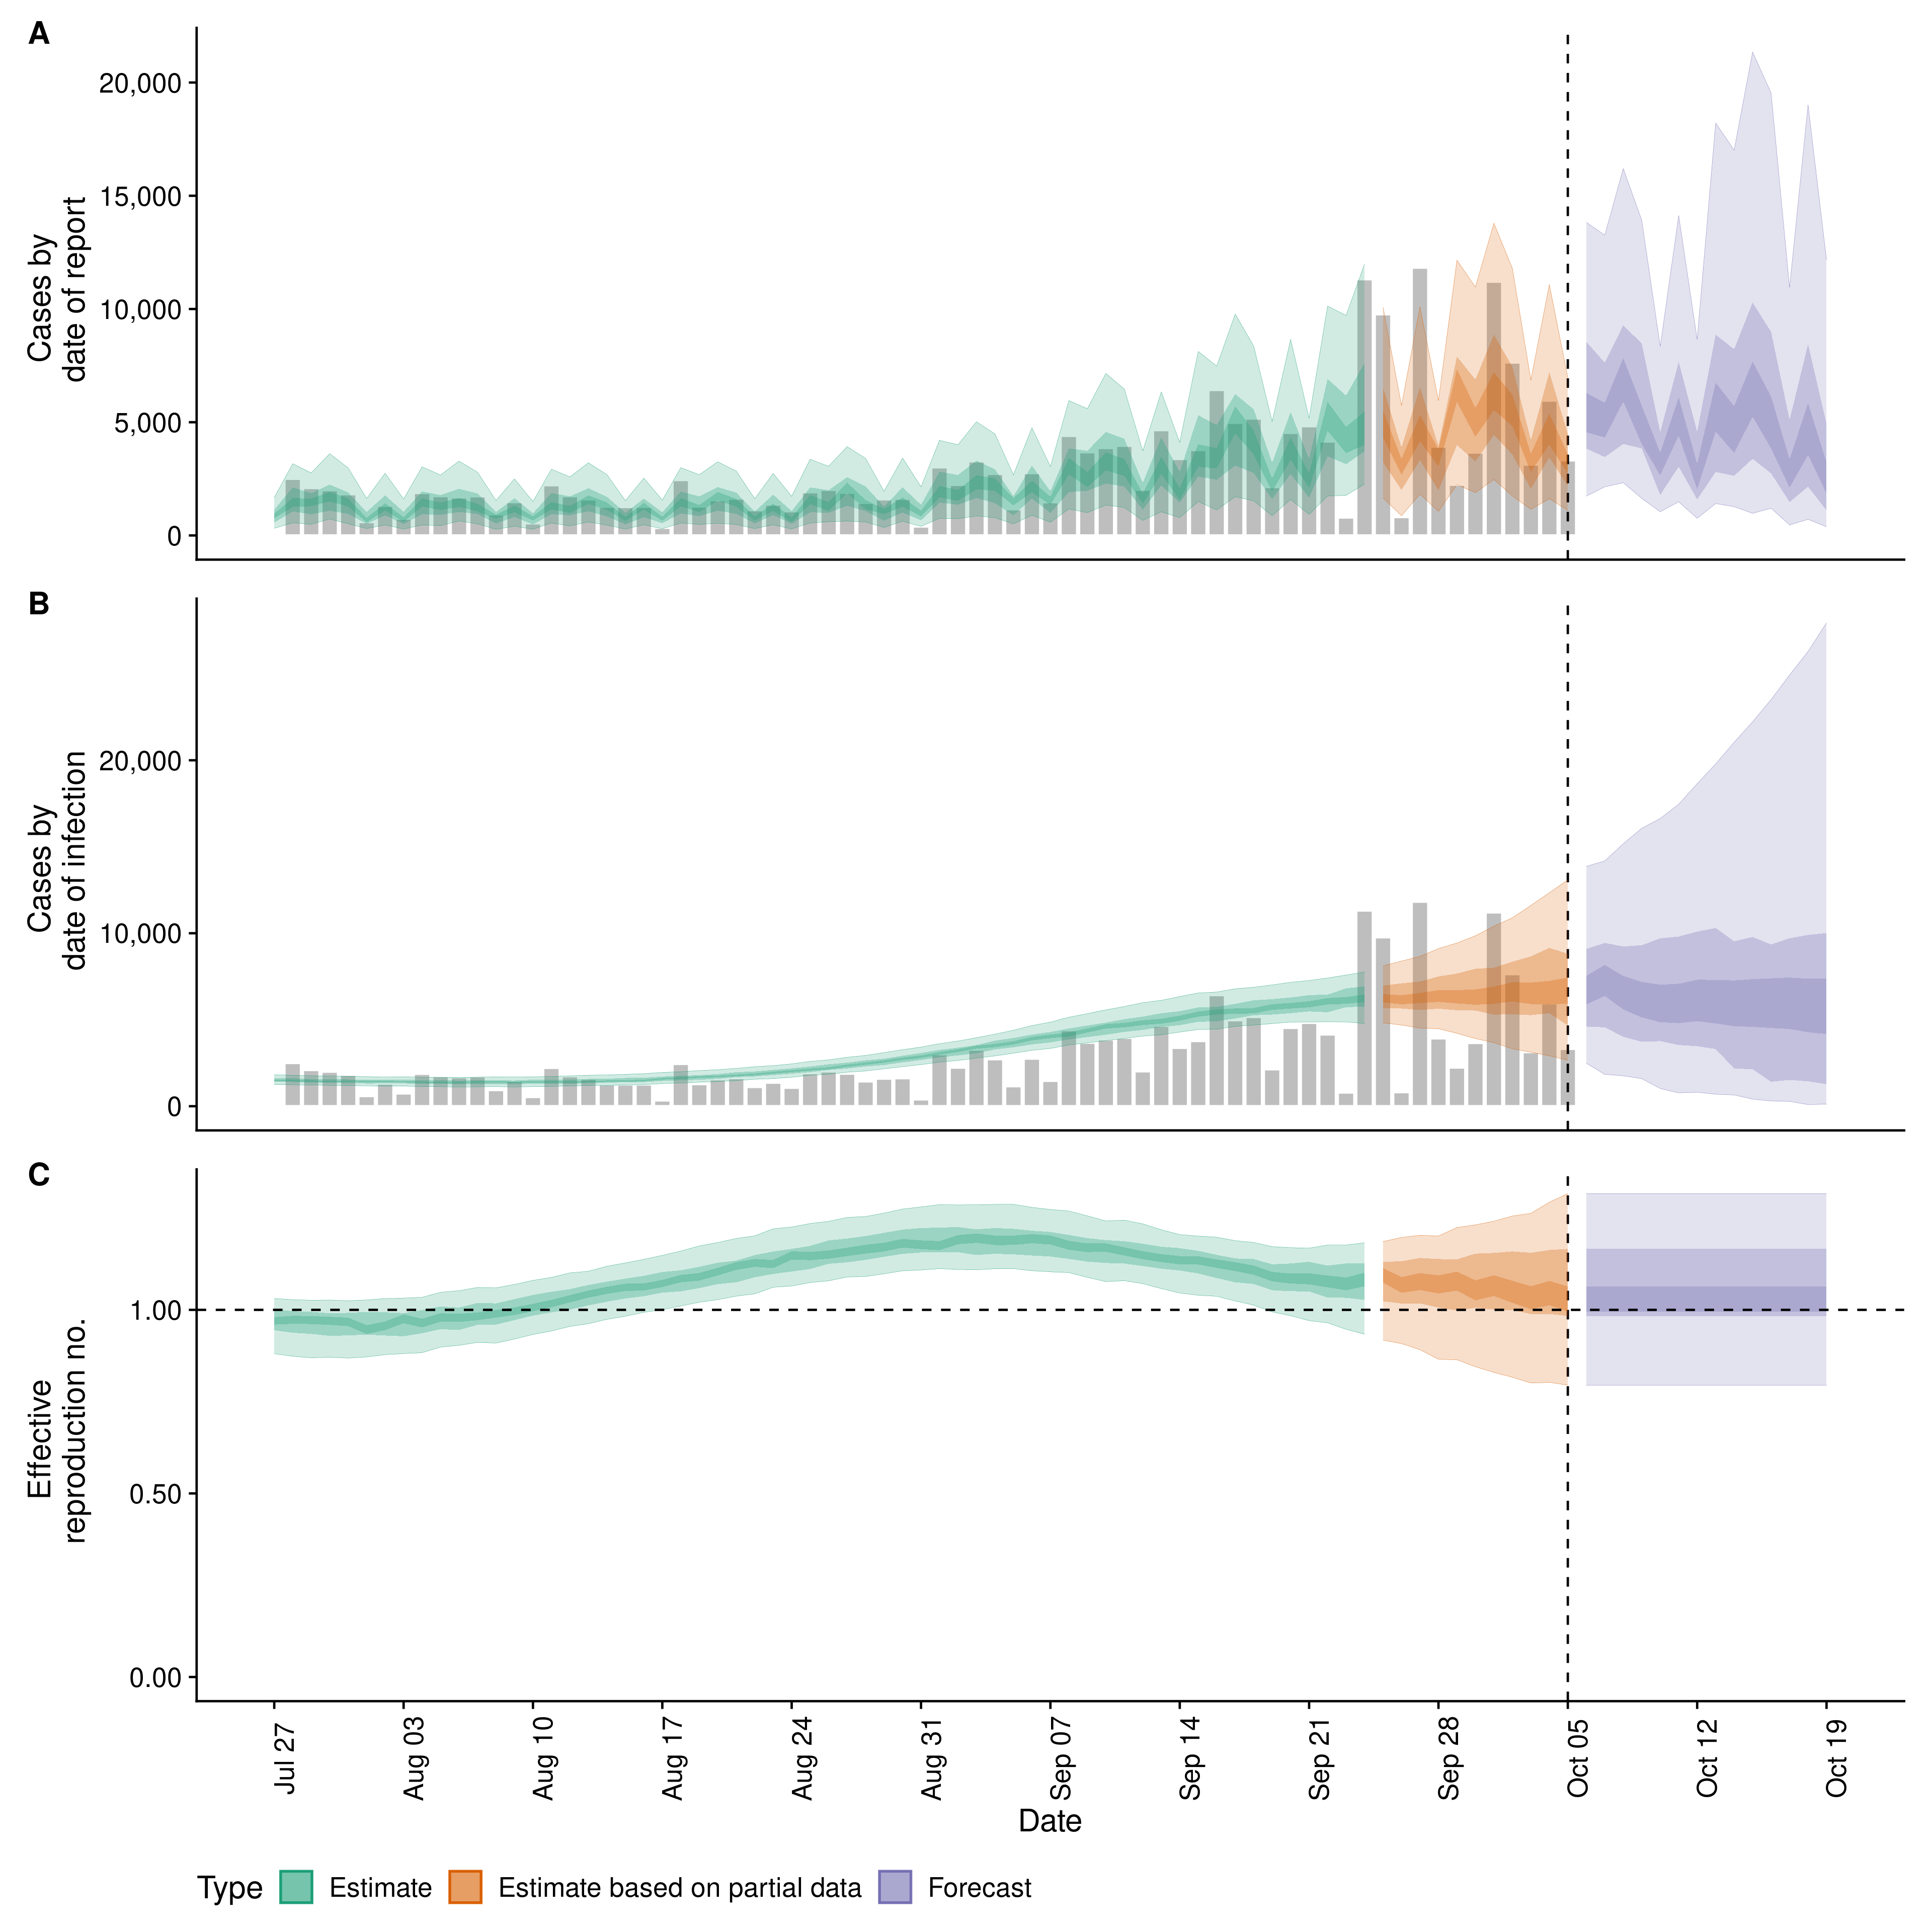 A
Cases by
date of report
20,000
15,000
10,000
5,000
0
B
Cases by
date of infection
20,000
10,000
0
C
Effective
reproduction no.
1.00
0.50
0.00
Jul 27
Aug 03
Aug 10
Aug 17
Aug 24
Aug 31
Sep 07
Sep 14
Sep 21
Sep 28
Oct 05
Oct 12
Oct 19
Date
Type Estimate Estimate based on partial data Forecast